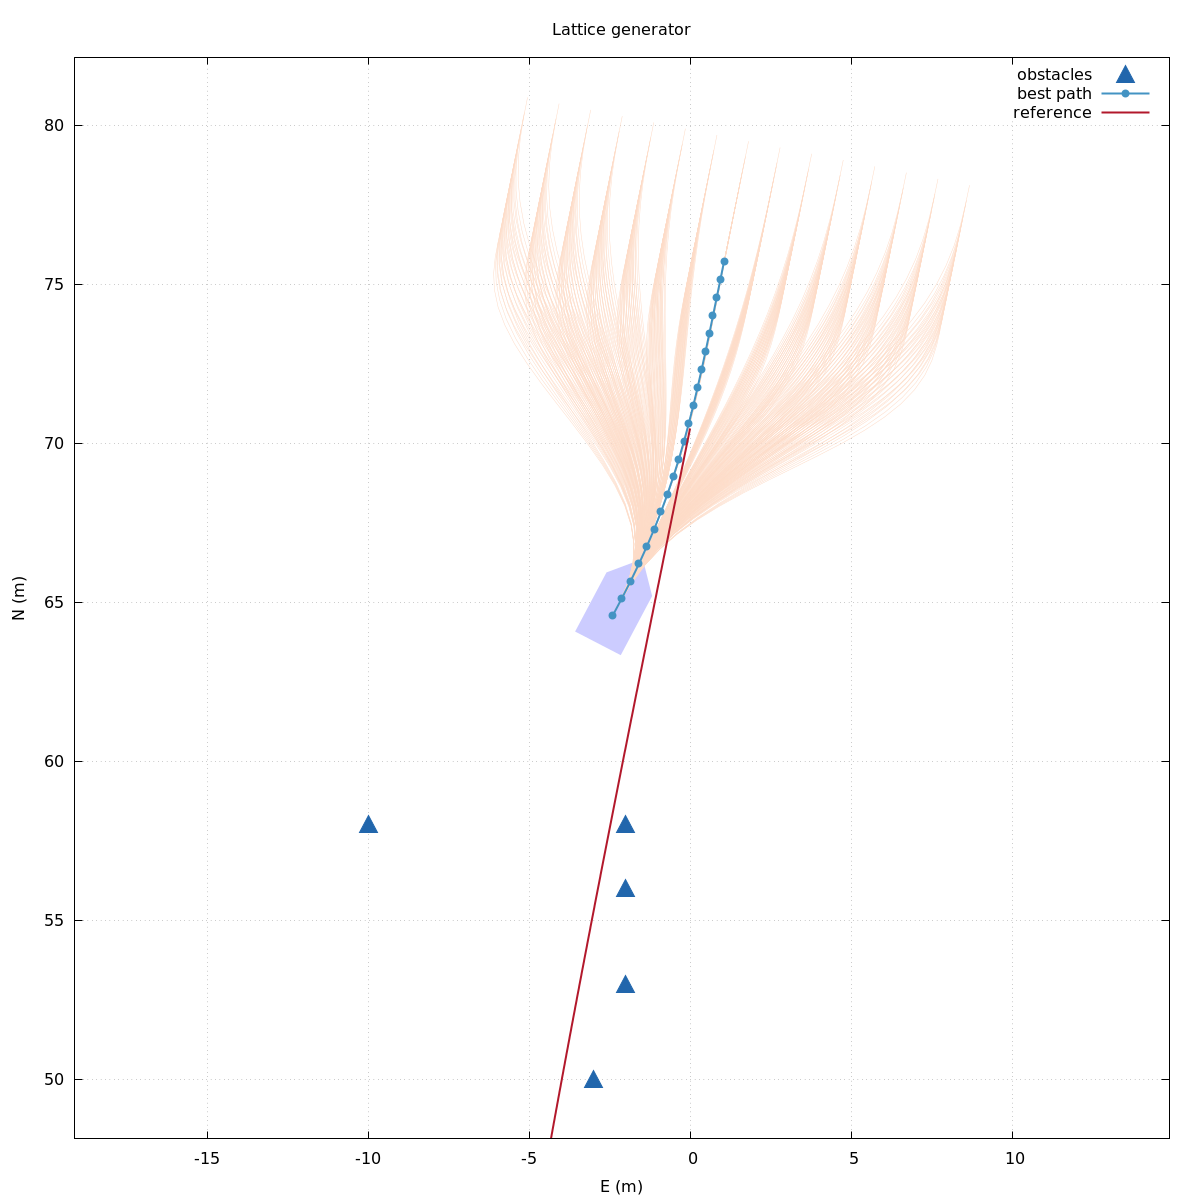 Lattice generator
obstacles
best path
reference
80
75
70
65
60
55
50
N (m)
-15 -10 -5 0 5 10
E (m)